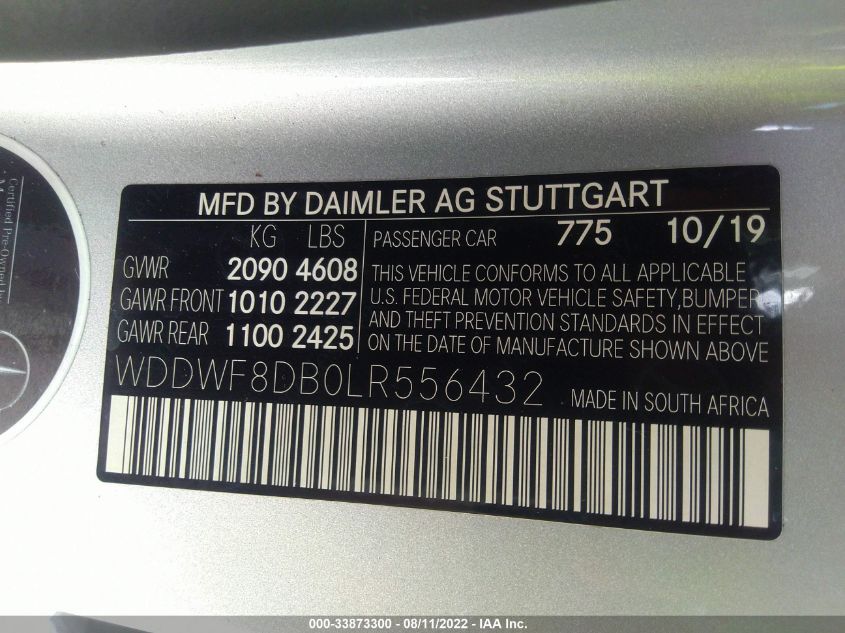 MFD BY DAIMLER AG STUTTGART
KG LBS
GVWR 2090 4608
GAWR FRONT 1010 2227
GAWR REAR 1100 2425
PASSENGER CAR 775 10/19
THIS VEHICLE CONFORMS TO ALL APPLICABLE
U.S. FEDERAL MOTOR VEHICLE SAFETY, BUMPER
AND THEFT PREVENTION STANDARDS IN EFFECT
ON THE DATE OF MANUFACTURE SHOWN ABOVE
WDDWF8DB0LR556432
MADE IN SOUTH AFRICA
Certified Pre-Owned
000-33873300 - 08/11/2022 - IAA Inc.